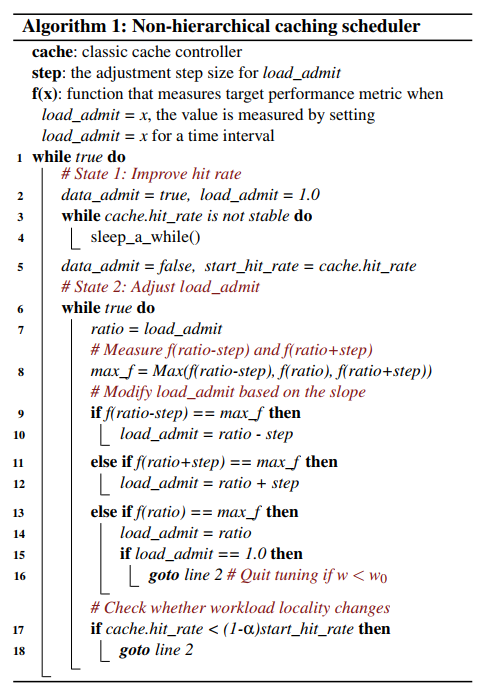 Algorithm 1: Non-hierarchical caching scheduler
cache: classic cache controller
step: the adjustment step size for load_admit
f(x): function that measures target performance metric when
load_admit = x, the value is measured by setting
load_admit = x for a time interval
1 while true do
# State 1: Improve hit rate
2 data_admit = true, load_admit = 1.0
3 while cache.hit_rate is not stable do
4 sleep_a_while()
5 data_admit = false, start_hit_rate = cache.hit_rate
# State 2: Adjust load_admit
6 while true do
7 ratio = load_admit
# Measure f(ratio-step) and f(ratio+step)
8 max_f = Max(f(ratio-step), f(ratio), f(ratio+step))
# Modify load_admit based on the slope
9 if f(ratio-step) == max_f then
10 load_admit = ratio - step
11 else if f(ratio+step) == max_f then
12 load_admit = ratio + step
13 else if f(ratio) == max_f then
14 load_admit = ratio
15 if load_admit == 1.0 then
16 goto line 2 # Quit tuning if w < w₀
# Check whether workload locality changes
17 if cache.hit_rate < (1-α)start_hit_rate then
18 goto line 2